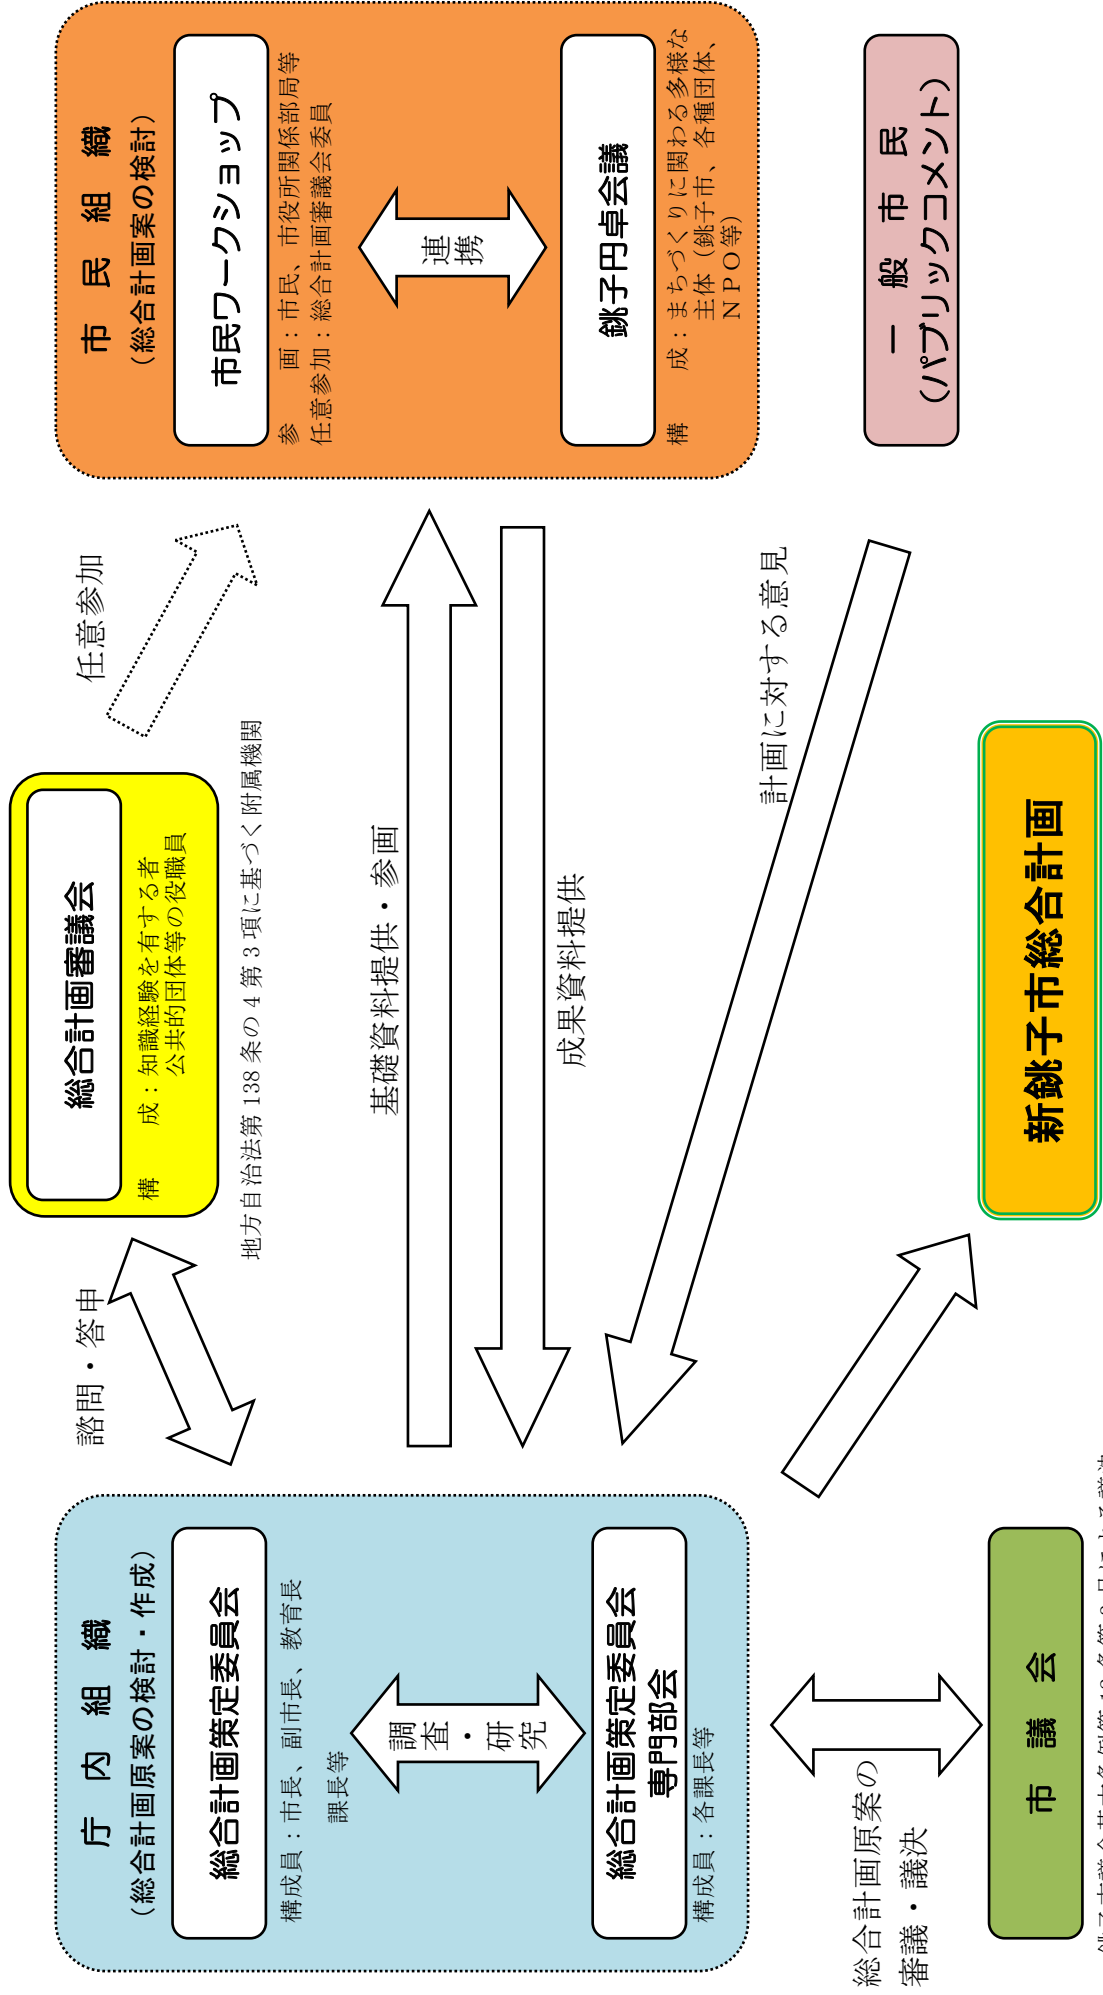 庁内組織
（総合計画原案の検討・作成）
総合計画策定委員会
構成員：市長、副市長、教育長
課長等
調査・研究
総合計画策定委員会
専門部会
構成員：各課長等
諮問・答申
総合計画審議会
構　　成：知識経験を有する者
公共的団体等の役職員
地方自治法第138条の4第3項に基づく附属機関
任意参加
市民組織
（総合計画案の検討）
市民ワークショップ
参　　画：市民、市役所関係部局等
任意参加：総合計画審議会委員
連携
銚子円卓会議
構　　成：まちづくりに関わる多様な
主体（銚子市、各種団体、
NPO等）
基礎資料提供・参画
成果資料提供
計画に対する意見
一般市民
（パブリックコメント）
総合計画原案の
審議・議決
市議会
新銚子市総合計画